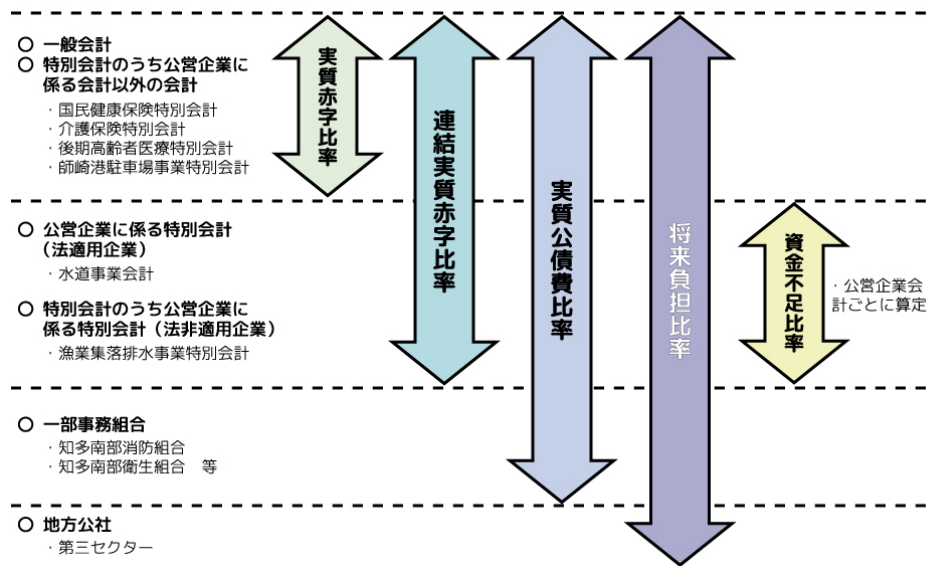 ○ 一般会計
○ 特別会計のうち公営企業に
係る会計以外の会計
・国民健康保険特別会計
・介護保険特別会計
・後期高齢者医療特別会計
・師崎港駐車場事業特別会計
○ 公営企業に係る特別会計
（法適用企業）
・水道事業会計
○ 特別会計のうち公営企業に
係る特別会計（法非適用企業）
・漁業集落排水事業特別会計
○ 一部事務組合
・知多南部消防組合
・知多南部衛生組合　等
○ 地方公社
・第三セクター
実質赤字比率
連結実質赤字比率
実質公債費比率
将来負担比率
資金不足比率
・公営企業会
計ごとに算定